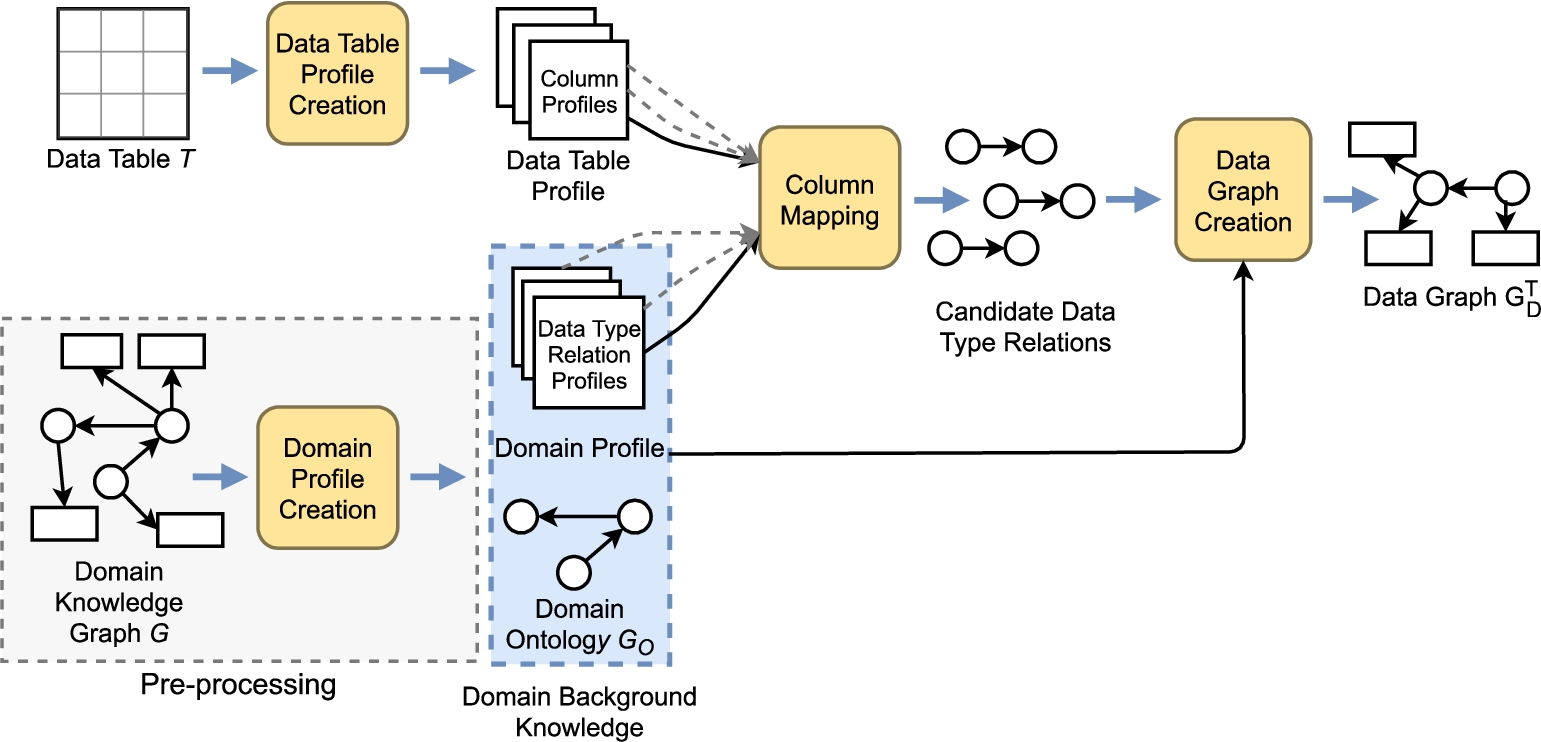 Data Table
Profile
Creation
Data Table T
Column
Profiles
Data Table
Profile
Column
Mapping
Candidate Data
Type Relations
Data
Graph
Creation
Data Graph G_D^T
Data Type
Relation
Profiles
Domain Profile
Domain
Ontology G_O
Domain Background
Knowledge
Domain
Profile
Creation
Domain
Knowledge
Graph G
Pre-processing